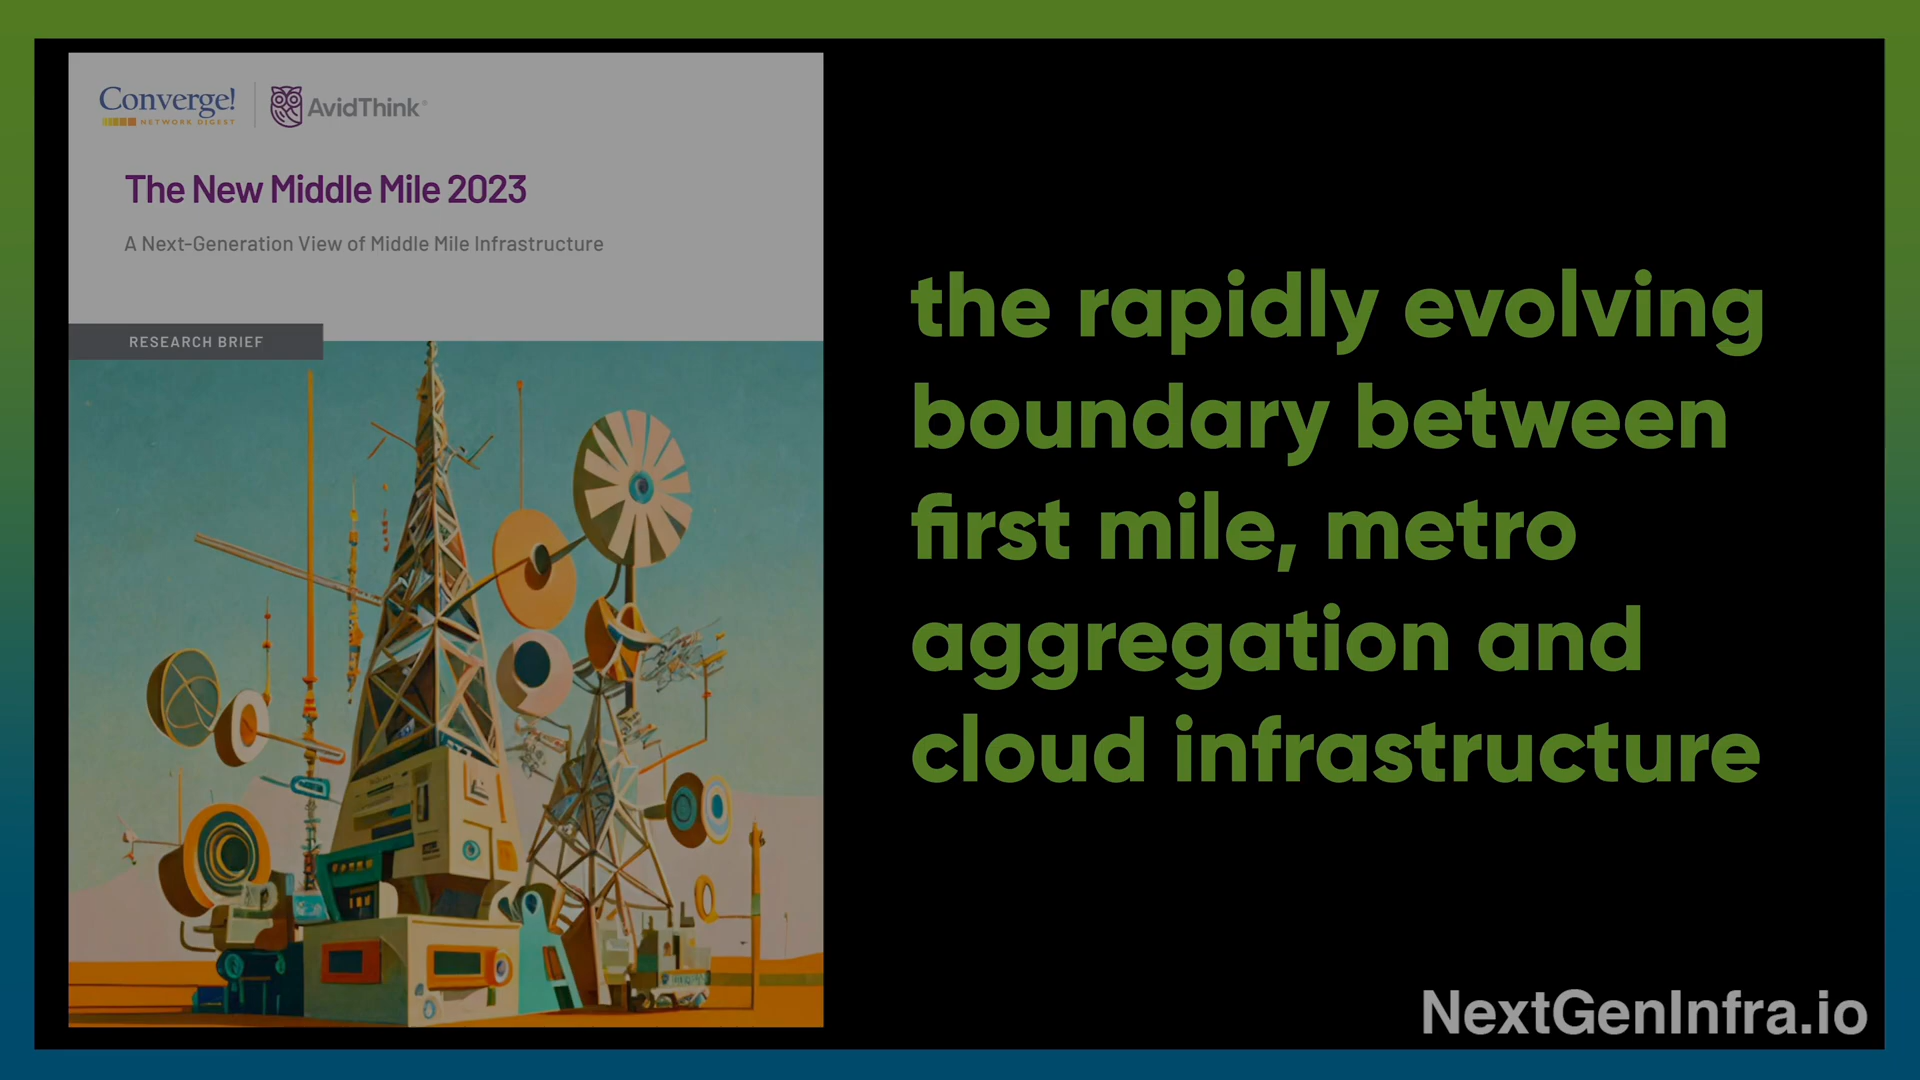 Converge!
NETWORK DIGEST
AvidThink
The New Middle Mile 2023
A Next-Generation View of Middle Mile Infrastructure
RESEARCH BRIEF
the rapidly evolving
boundary between
first mile, metro
aggregation and
cloud infrastructure
NextGenInfra.io